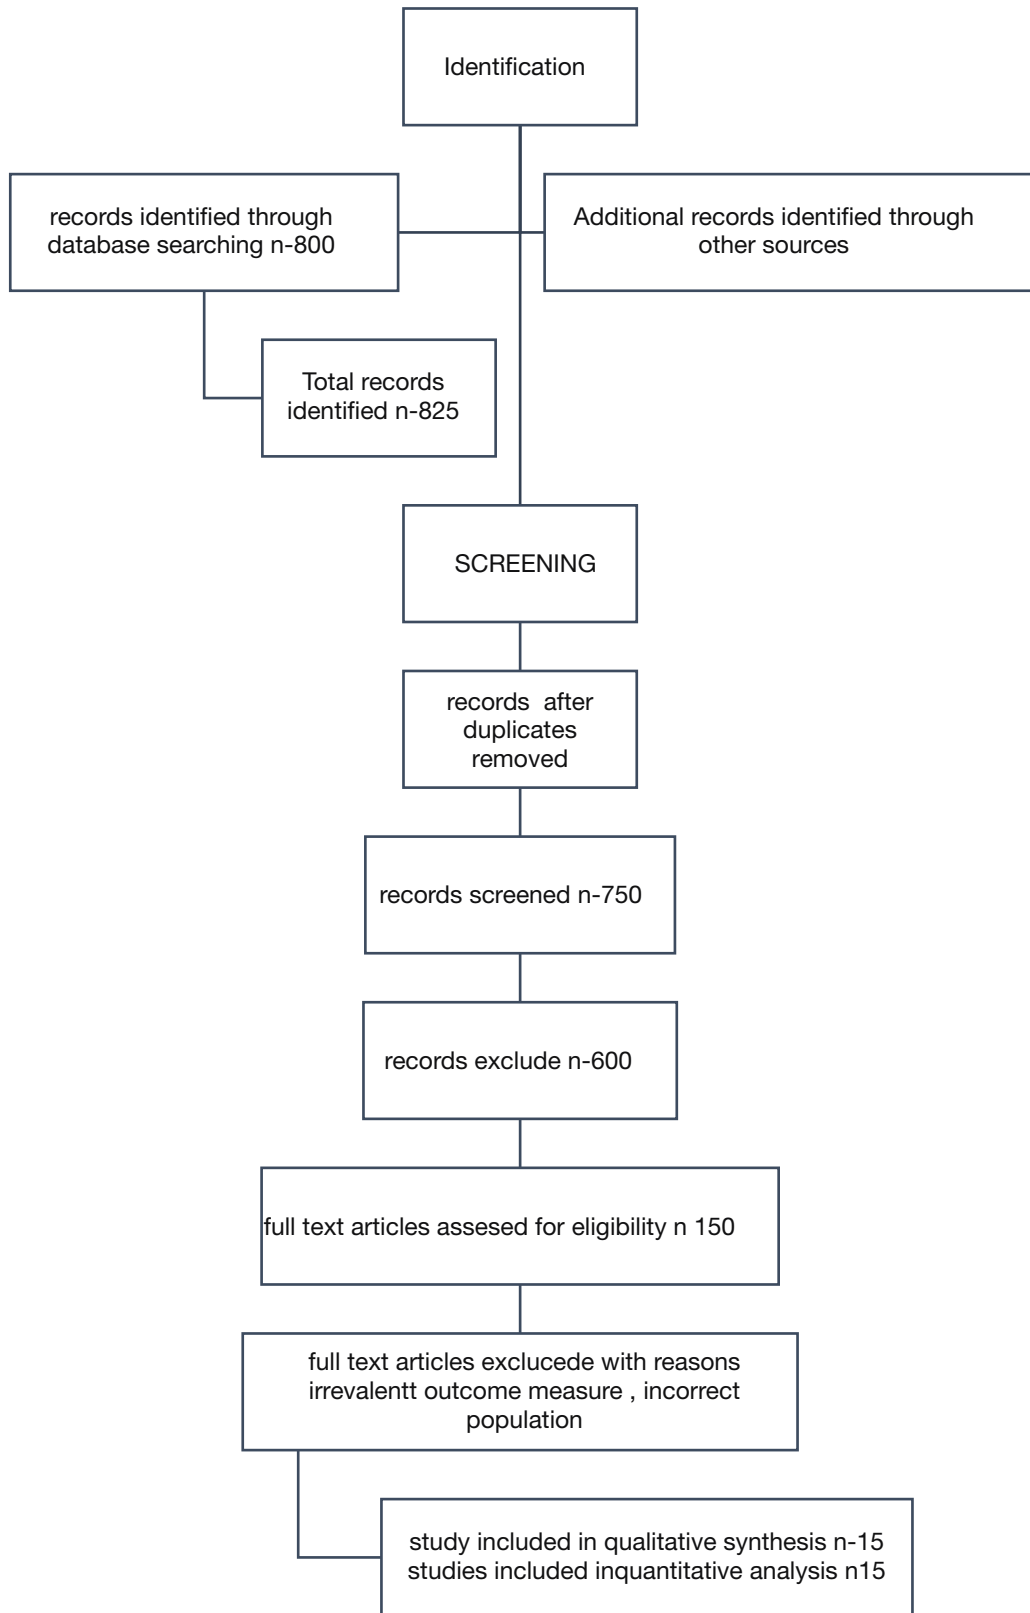 Identification
records identified through
database searching n-800
Additional records identified through
other sources
Total records
identified n-825
SCREENING
records  after
duplicates
removed
records screened n-750
records exclude n-600
full text articles assesed for eligibility n 150
full text articles exclucede with reasons
irrevalentt outcome measure , incorrect
population
study included in qualitative synthesis n-15
studies included inquantitative analysis n15